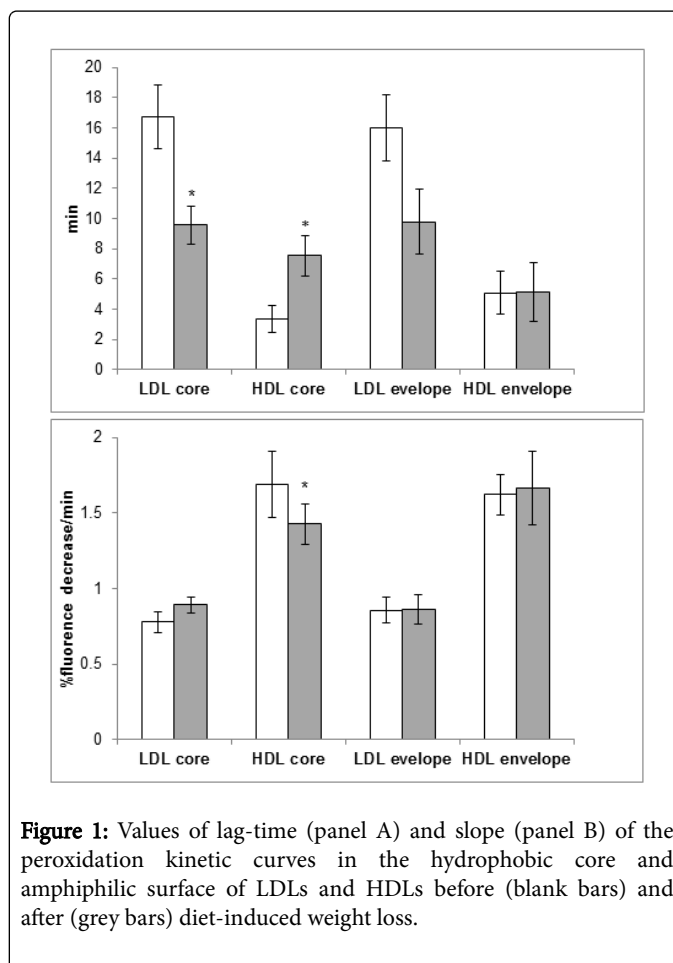 20
18
16
14
12
10
8
6
4
2
0
min
*
*
LDL core HDL core LDL evelope HDL envelope
2
1.5
1
0.5
0
%fluorence decrease/min
*
LDL core HDL core LDL evelope HDL envelope
Figure 1: Values of lag-time (panel A) and slope (panel B) of the
peroxidation kinetic curves in the hydrophobic core and
amphiphilic surface of LDLs and HDLs before (blank bars) and
after (grey bars) diet-induced weight loss.